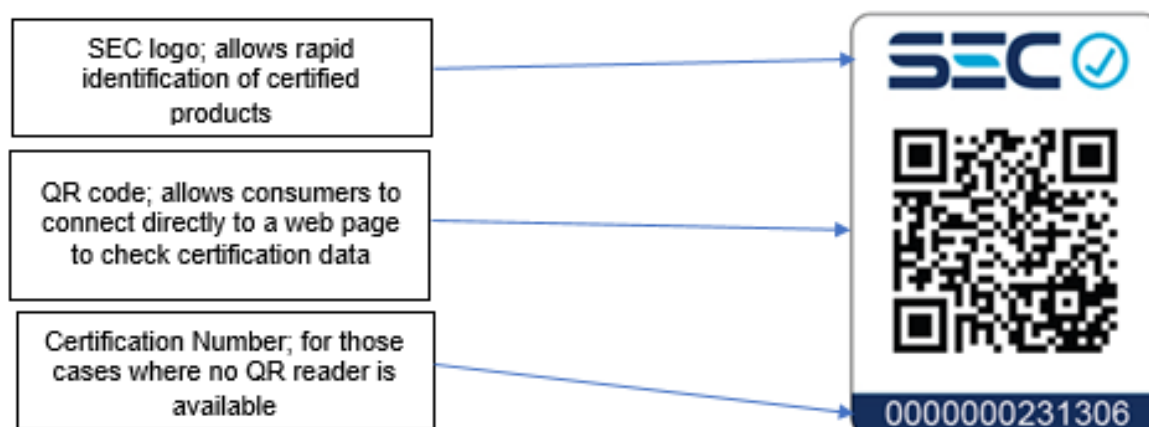 SEC logo; allows rapid
identification of certified
products
QR code; allows consumers to
connect directly to a web page
to check certification data
Certification Number; for those
cases where no QR reader is
available
SEC
0000000231306